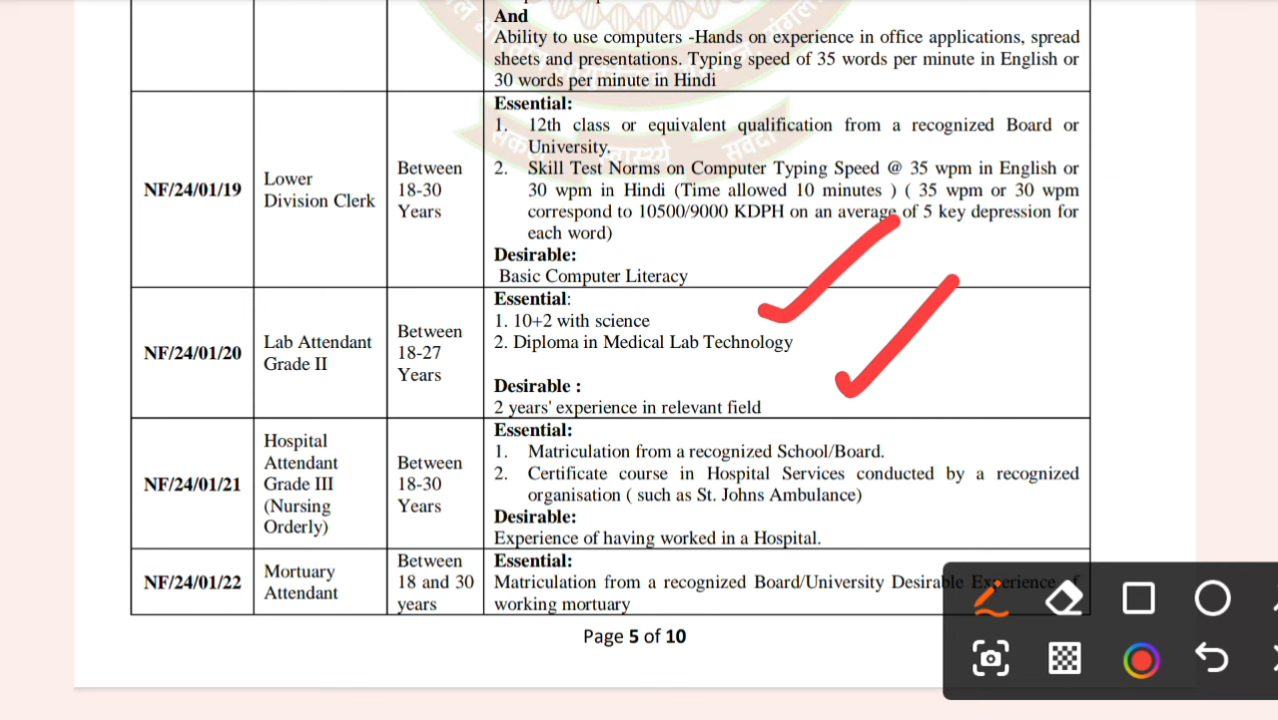 And
Ability to use computers -Hands on experience in office applications, spread
sheets and presentations. Typing speed of 35 words per minute in English or
30 words per minute in Hindi
NF/24/01/19
Lower
Division Clerk
Between
18-30
Years
Essential:
1. 12th class or equivalent qualification from a recognized Board or
University.
2. Skill Test Norms on Computer Typing Speed @ 35 wpm in English or
30 wpm in Hindi (Time allowed 10 minutes ) ( 35 wpm or 30 wpm
correspond to 10500/9000 KDPH on an average of 5 key depression for
each word)
Desirable:
Basic Computer Literacy
NF/24/01/20
Lab Attendant
Grade II
Between
18-27
Years
Essential:
1. 10+2 with science
2. Diploma in Medical Lab Technology
Desirable :
2 years' experience in relevant field
NF/24/01/21
Hospital
Attendant
Grade III
(Nursing
Orderly)
Between
18-30
Years
Essential:
1. Matriculation from a recognized School/Board.
2. Certificate course in Hospital Services conducted by a recognized
organisation ( such as St. Johns Ambulance)
Desirable:
Experience of having worked in a Hospital.
NF/24/01/22
Mortuary
Attendant
Between
18 and 30
years
Essential:
Matriculation from a recognized Board/University Desirable Experience
working mortuary
Page 5 of 10